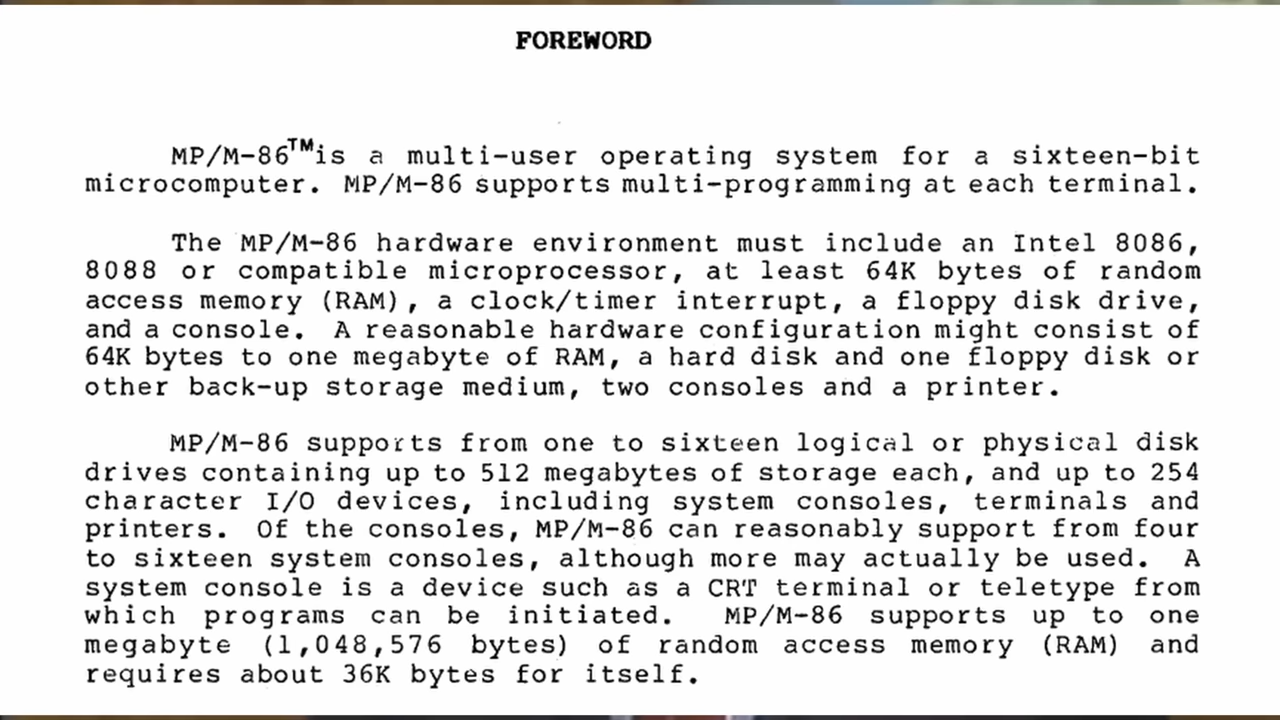 FOREWORD
MP/M-86™ is a multi-user operating system for a sixteen-bit
microcomputer. MP/M-86 supports multi-programming at each terminal.
The MP/M-86 hardware environment must include an Intel 8086,
8088 or compatible microprocessor, at least 64K bytes of random
access memory (RAM), a clock/timer interrupt, a floppy disk drive,
and a console. A reasonable hardware configuration might consist of
64K bytes to one megabyte of RAM, a hard disk and one floppy disk or
other back-up storage medium, two consoles and a printer.
MP/M-86 supports from one to sixteen logical or physical disk
drives containing up to 512 megabytes of storage each, and up to 254
character I/O devices, including system consoles, terminals and
printers. Of the consoles, MP/M-86 can reasonably support from four
to sixteen system consoles, although more may actually be used. A
system console is a device such as a CRT terminal or teletype from
which programs can be initiated. MP/M-86 supports up to one
megabyte (1,048,576 bytes) of random access memory (RAM) and
requires about 36K bytes for itself.